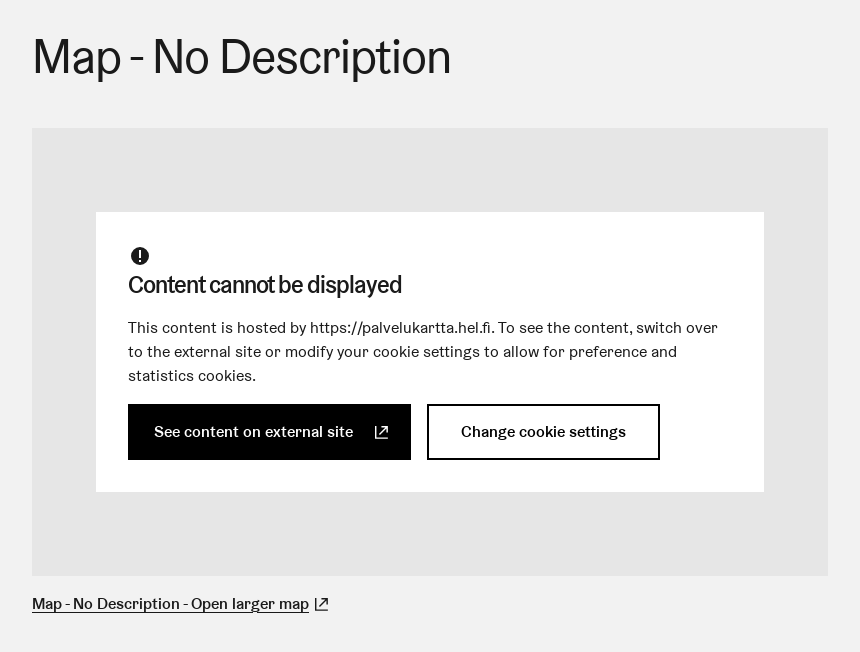 Map - No Description
Content cannot be displayed
This content is hosted by https://palvelukartta.hel.fi. To see the content, switch over
to the external site or modify your cookie settings to allow for preference and
statistics cookies.
See content on external site
Change cookie settings
Map - No Description - Open larger map